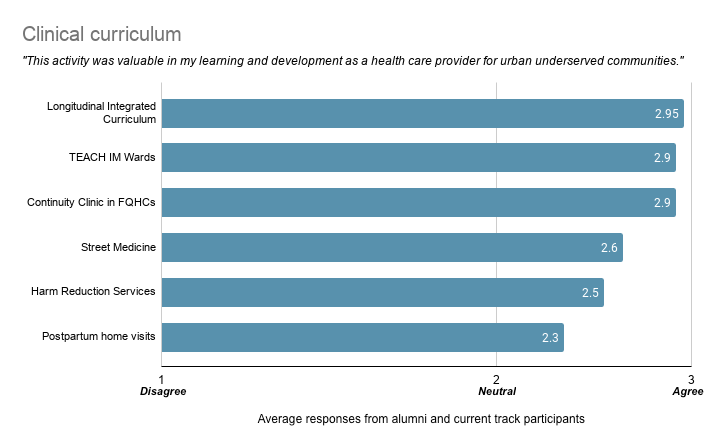 Clinical curriculum
"This activity was valuable in my learning and development as a health care provider for urban underserved communities."
Longitudinal Integrated
Curriculum
2.95
TEACH IM Wards
2.9
Continuity Clinic in FQHCs
2.9
Street Medicine
2.6
Harm Reduction Services
2.5
Postpartum home visits
2.3
1
2
3
Disagree
Neutral
Agree
Average responses from alumni and current track participants